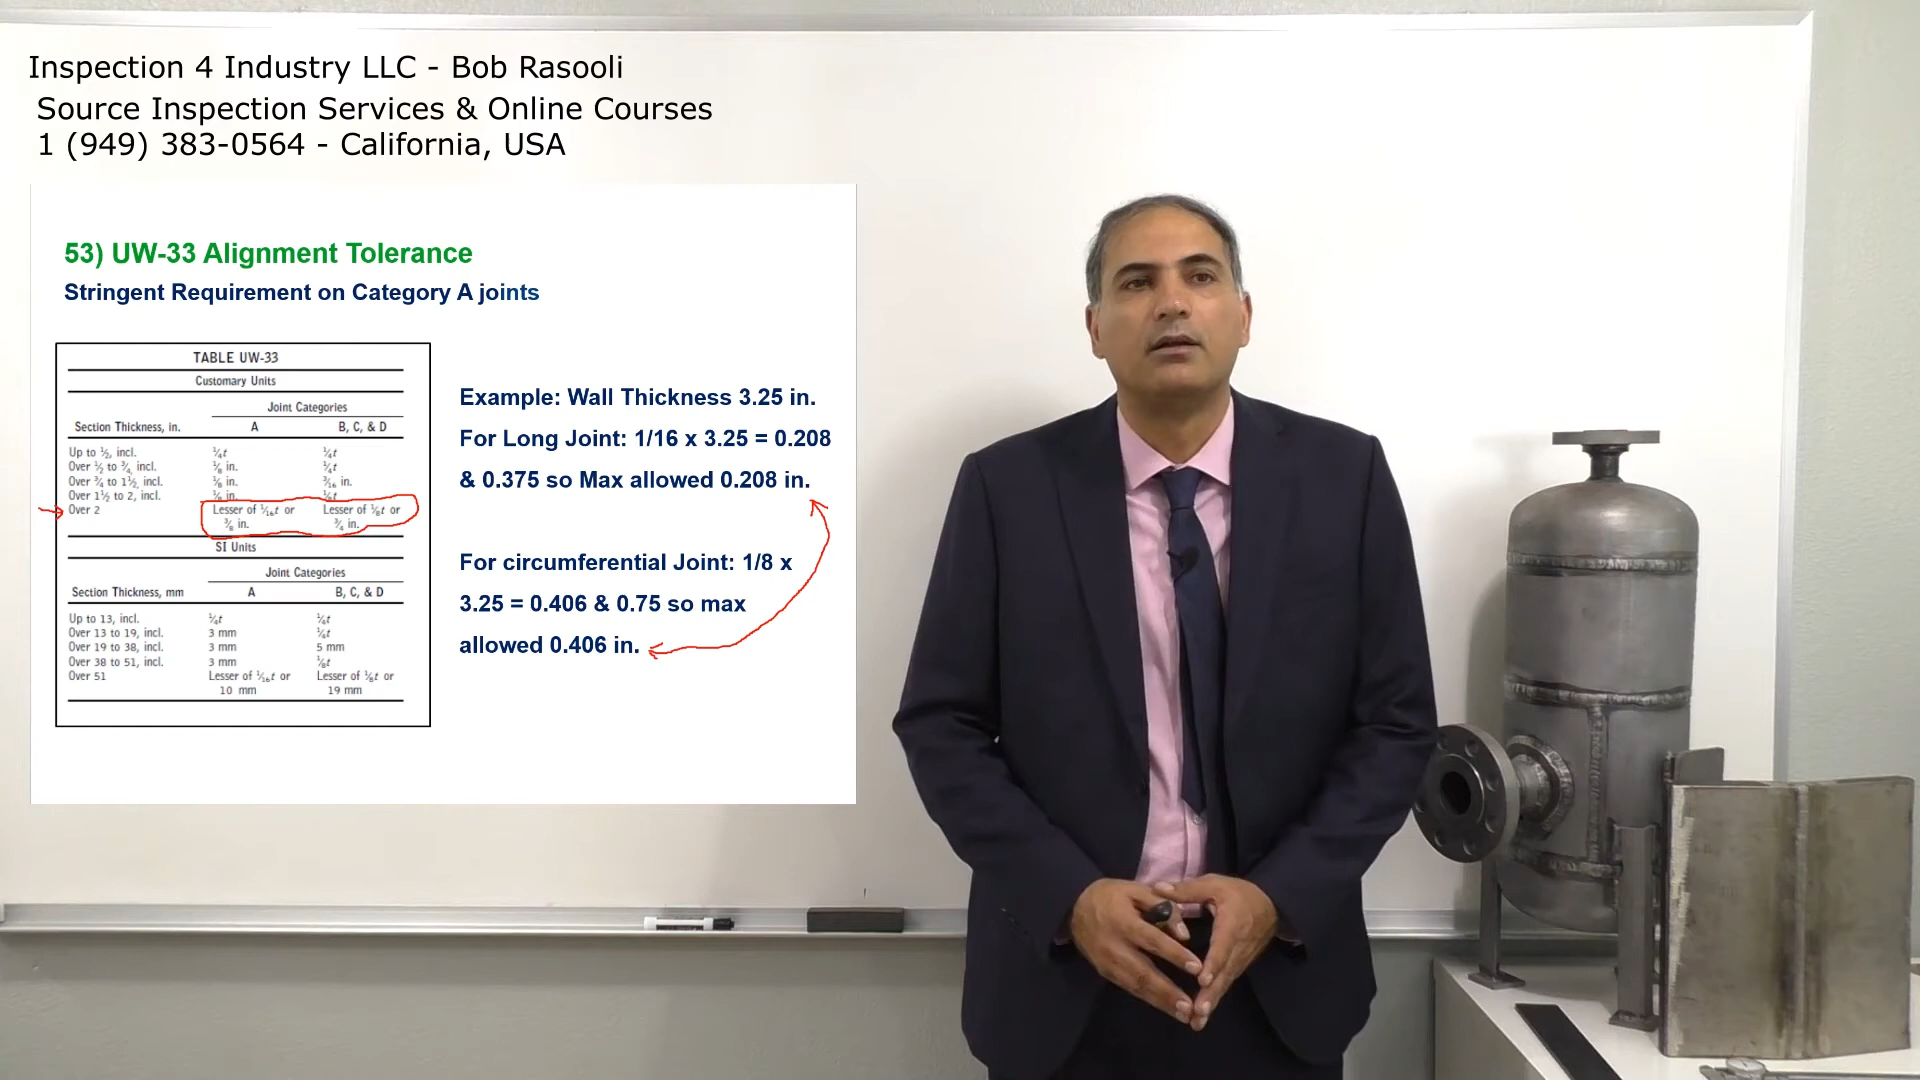 Inspection 4 Industry LLC - Bob Rasooli
Source Inspection Services & Online Courses
1 (949) 383-0564 - California, USA
53) UW-33 Alignment Tolerance
Stringent Requirement on Category A joints
TABLE UW-33
Customary Units
Joint Categories
Section Thickness, in. A B, C, & D
Up to ½, incl. ¼t ¼t
Over ½ to ¾, incl. ⅛ in. ¼t
Over ¾ to 1½, incl. ⅛ in. 3/16 in.
Over 1½ to 2, incl. ⅛ in. ⅛t
Over 2 Lesser of 1/16t or Lesser of ⅛t or
⅜ in. ¾ in.
SI Units
Joint Categories
Section Thickness, mm A B, C, & D
Up to 13, incl. ¼t ¼t
Over 13 to 19, incl. 3 mm ¼t
Over 19 to 38, incl. 3 mm 5 mm
Over 38 to 51, incl. 3 mm ⅛t
Over 51 Lesser of 1/16t or Lesser of ⅛t or
10 mm 19 mm
Example: Wall Thickness 3.25 in.
For Long Joint: 1/16 x 3.25 = 0.208
& 0.375 so Max allowed 0.208 in.
For circumferential Joint: 1/8 x
3.25 = 0.406 & 0.75 so max
allowed 0.406 in.